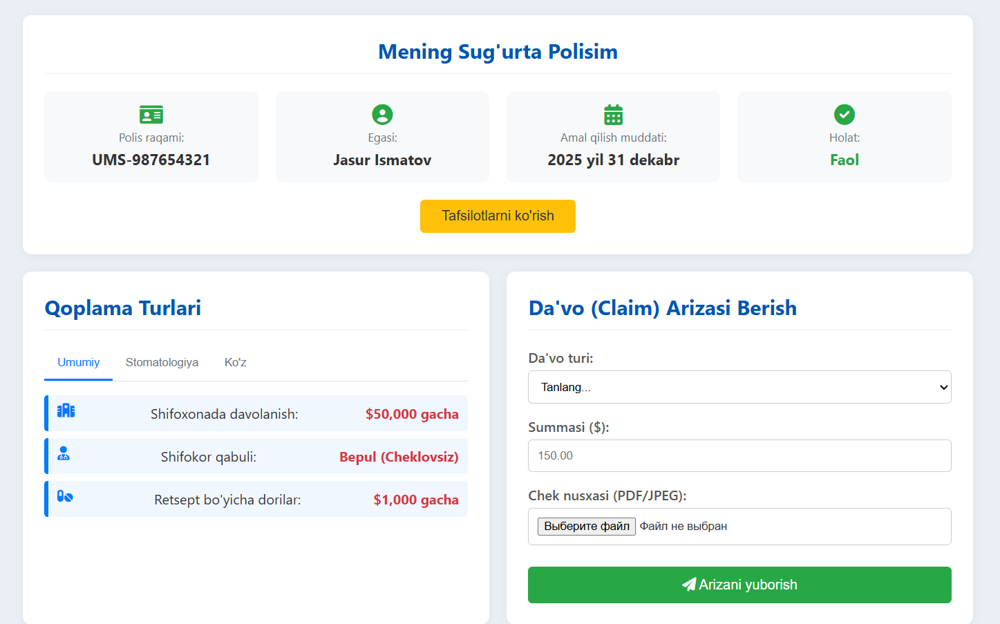 Mening Sug'urta Polisim
Polis raqami:
UMS-987654321
Egasi:
Jasur Ismatov
Amal qilish muddati:
2025 yil 31 dekabr
Holat:
Faol
Tafsilotlarni ko'rish
Qoplama Turlari
Umumiy Stomatologiya Ko'z
Shifoxonada davolanish: $50,000 gacha
Shifokor qabuli: Bepul (Cheklovsiz)
Retsept bo'yicha dorilar: $1,000 gacha
Da'vo (Claim) Arizasi Berish
Da'vo turi:
Tanlang...
Summasi ($):
150.00
Chek nusxasi (PDF/JPEG):
Выберите файл Файл не выбран
Arizani yuborish